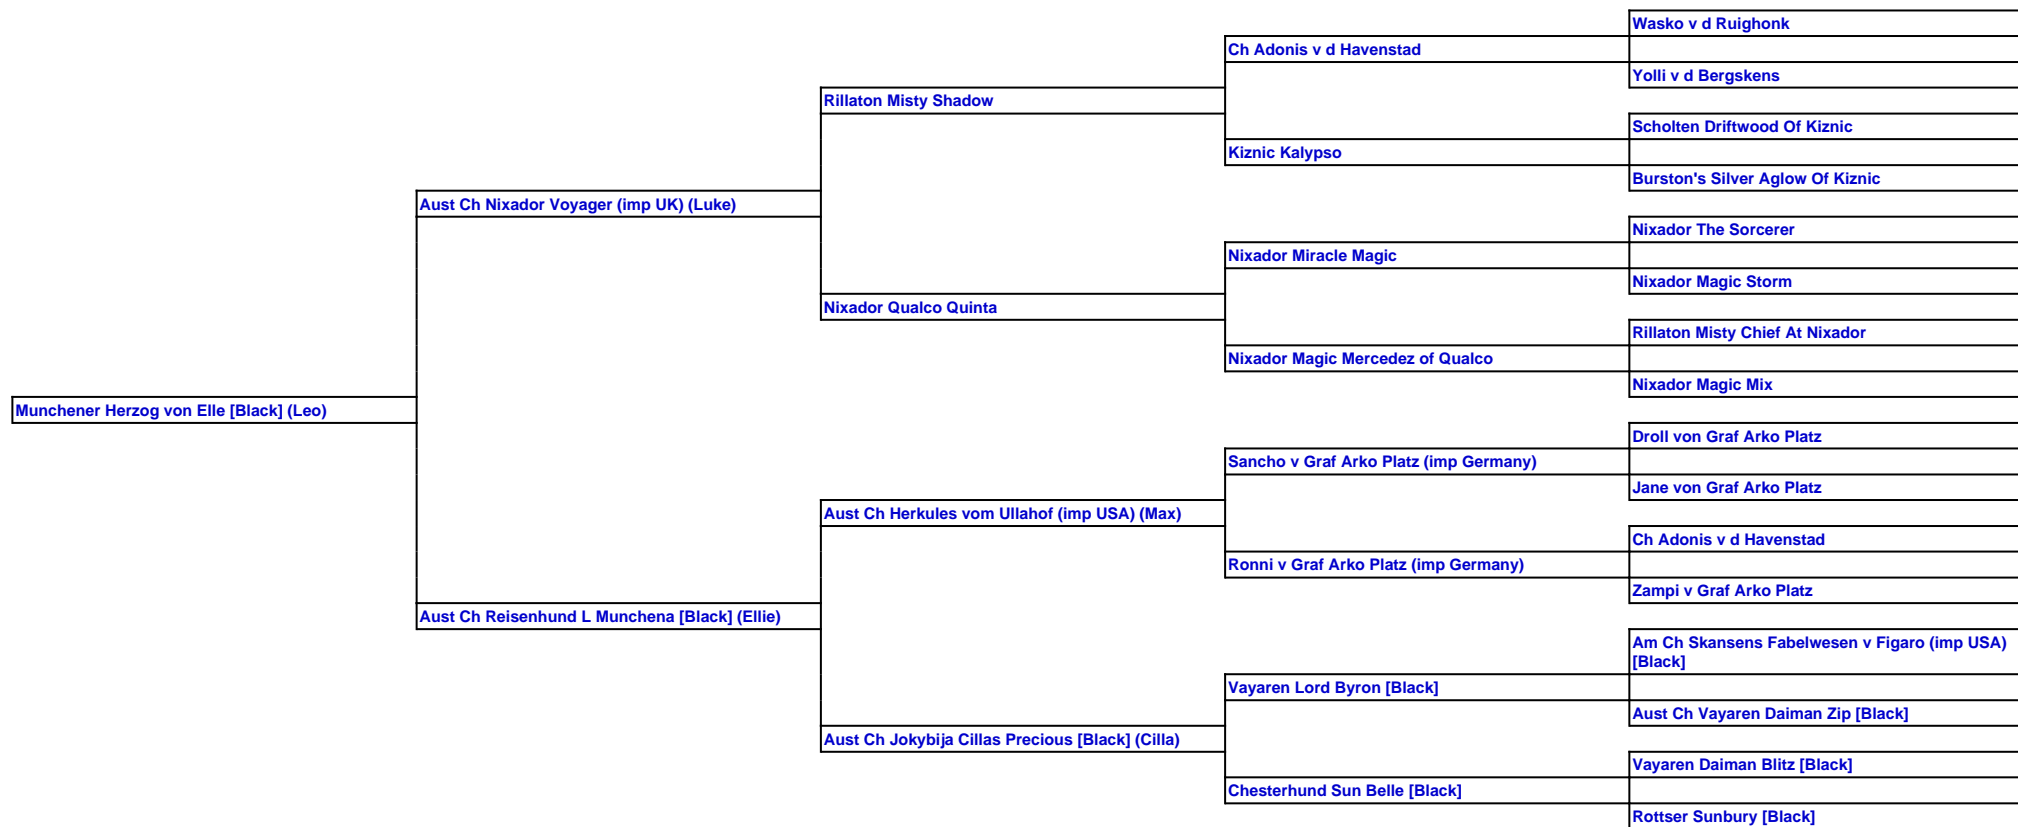 Wasko v d Ruighonk
Ch Adonis v d Havenstad
Yolli v d Bergskens
Rillaton Misty Shadow
Scholten Driftwood Of Kiznic
Kiznic Kalypso
Burston's Silver Aglow Of Kiznic
Aust Ch Nixador Voyager (imp UK) (Luke)
Nixador The Sorcerer
Nixador Miracle Magic
Nixador Magic Storm
Nixador Qualco Quinta
Rillaton Misty Chief At Nixador
Nixador Magic Mercedez of Qualco
Nixador Magic Mix
Munchener Herzog von Elle [Black] (Leo)
Droll von Graf Arko Platz
Sancho v Graf Arko Platz (imp Germany)
Jane von Graf Arko Platz
Aust Ch Herkules vom Ullahof (imp USA) (Max)
Ch Adonis v d Havenstad
Ronni v Graf Arko Platz (imp Germany)
Zampi v Graf Arko Platz
Aust Ch Reisenhund L Munchena [Black] (Ellie)
Am Ch Skansens Fabelwesen v Figaro (imp USA)
[Black]
Vayaren Lord Byron [Black]
Aust Ch Vayaren Daiman Zip [Black]
Aust Ch Jokybija Cillas Precious [Black] (Cilla)
Vayaren Daiman Blitz [Black]
Chesterhund Sun Belle [Black]
Rottser Sunbury [Black]